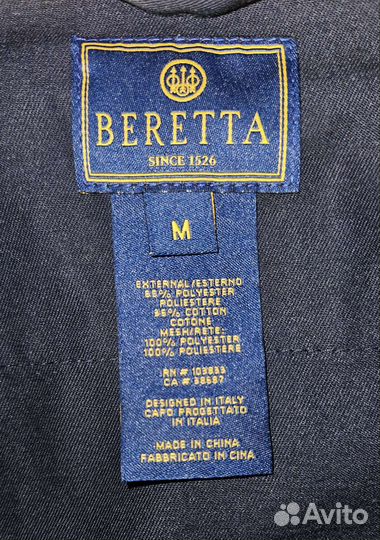 BERETTA
SINCE 1526
M
EXTERNAL/ESTERNO
65% POLYESTER
POLIESTERE
35% COTTON
COTONE
MESH/RETE:
100% POLYESTER
100% POLIESTERE
RN # 103833
CA # 38587
DESIGNED IN ITALY
CAPO PROGETTATO
IN ITALIA
MADE IN CHINA
FABBRICATO IN CINA
Avito